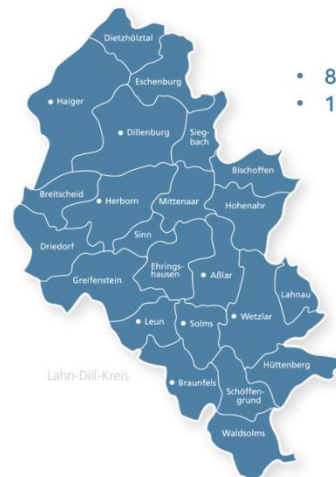 Dietzhölztal
Eschenburg
• 8
• 1
Haiger
Dillenburg
Sieg-
bach
Bischoffen
Breitscheid
Herborn
Mittenaar
Hohenahr
Driedorf
Sinn
Greifenstein
Ehrings-
hausen
Aßlar
Lahnau
Leun
Solms
Wetzlar
Hüttenberg
Lahn-Dill-Kreis
Braunfels
Schöffen-
grund
Waldsolms